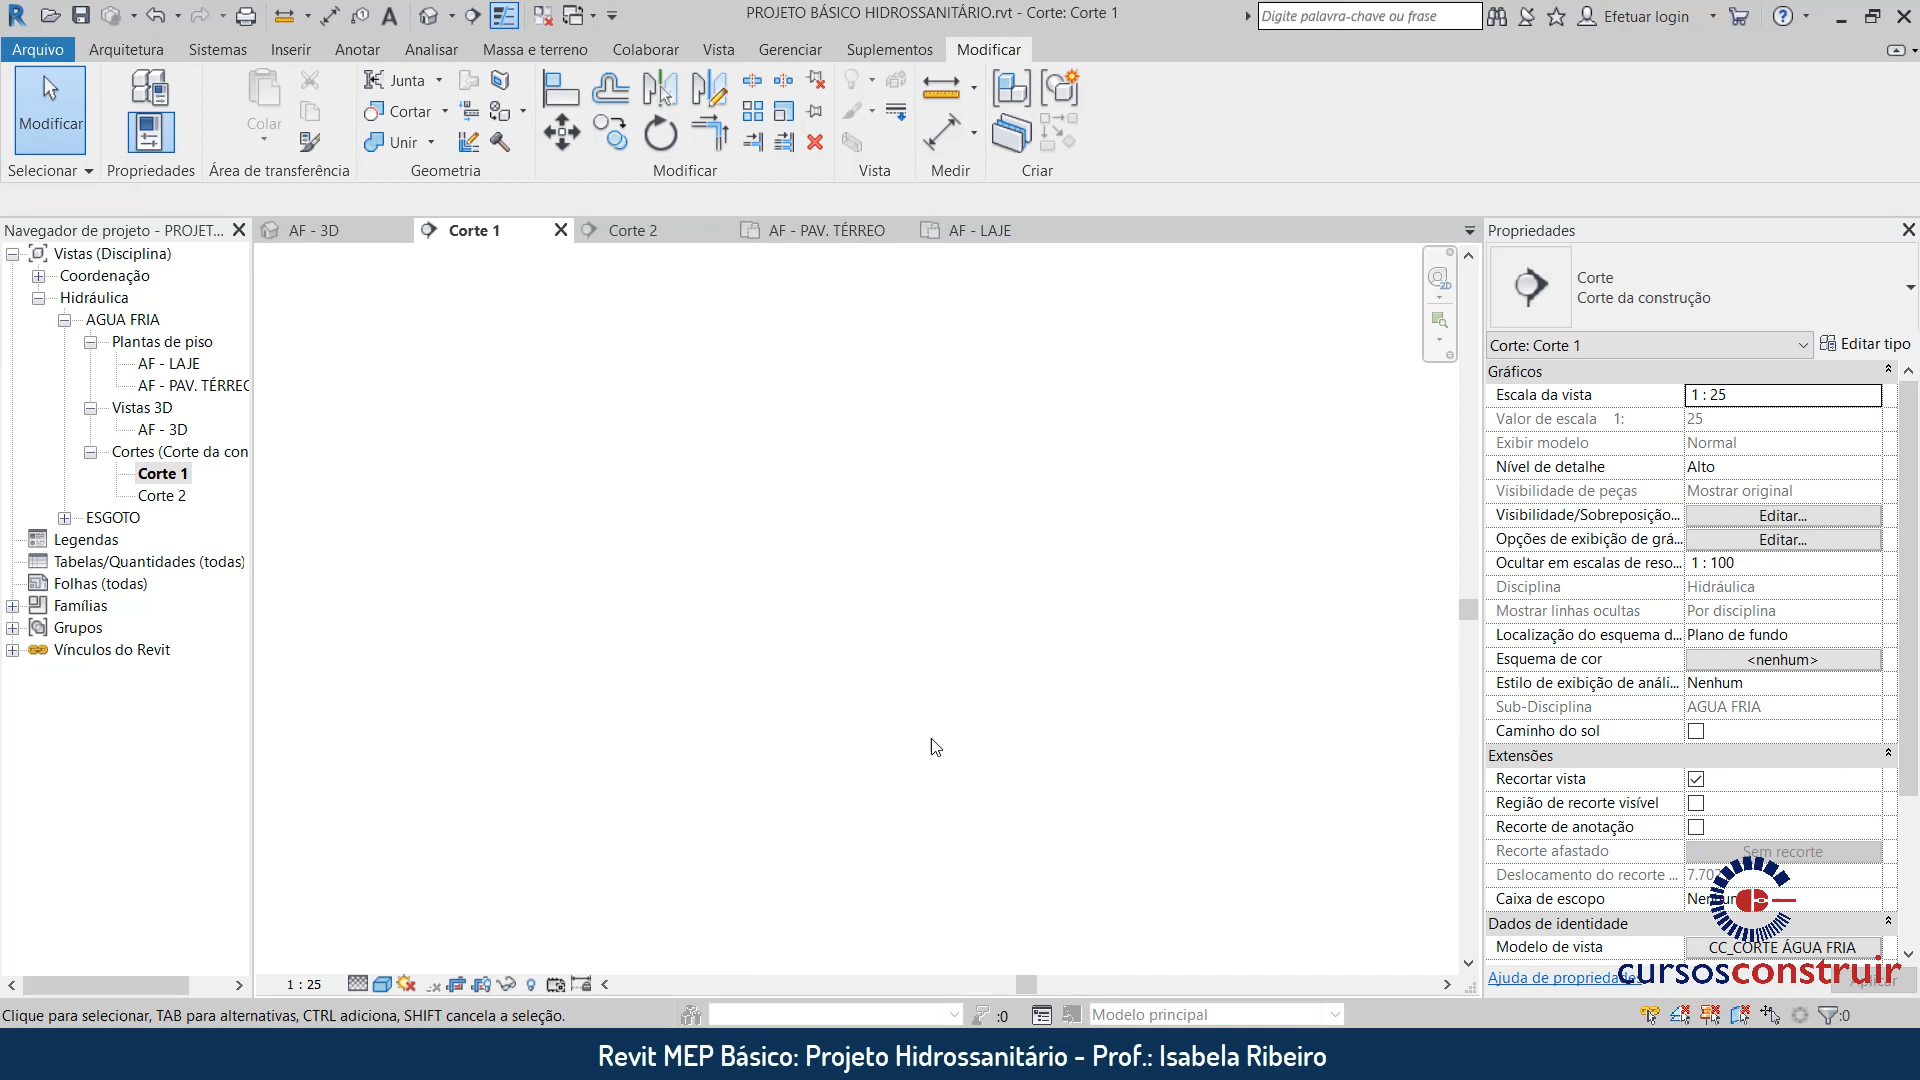 PROJETO BÁSICO HIDROSSANITÁRIO.rvt - Corte: Corte 1
Digite palavra-chave ou frase
Efetuar login
Arquivo Arquitetura Sistemas Inserir Anotar Analisar Massa e terreno Colaborar Vista Gerenciar Suplementos Modificar
Modificar
Colar
Junta
Cortar
Unir
Selecionar Propriedades Área de transferência Geometria Modificar Vista Medir Criar
Navegador de projeto - PROJET...
Vistas (Disciplina)
Coordenação
Hidráulica
AGUA FRIA
Plantas de piso
AF - LAJE
AF - PAV. TÉRREO
Vistas 3D
AF - 3D
Cortes (Corte da con
Corte 1
Corte 2
ESGOTO
Legendas
Tabelas/Quantidades (todas)
Folhas (todas)
Famílias
Grupos
Vínculos do Revit
AF - 3D Corte 1 Corte 2 AF - PAV. TÉRREO AF - LAJE
2D
Propriedades
Corte
Corte da construção
Corte: Corte 1 Editar tipo
Gráficos
Escala da vista 1 : 25
Valor de escala 1: 25
Exibir modelo Normal
Nível de detalhe Alto
Visibilidade de peças Mostrar original
Visibilidade/Sobreposição... Editar...
Opções de exibição de grá... Editar...
Ocultar em escalas de reso... 1 : 100
Disciplina Hidráulica
Mostrar linhas ocultas Por disciplina
Localização do esquema d... Plano de fundo
Esquema de cor <nenhum>
Estilo de exibição de análi... Nenhum
Sub-Disciplina AGUA FRIA
Caminho do sol
Extensões
Recortar vista
Região de recorte visível
Recorte de anotação
Recorte afastado Sem recorte
Deslocamento do recorte ...
Caixa de escopo
Dados de identidade
Modelo de vista CC_CORTE ÁGUA FRIA
cursosconstruir
1 : 25
Clique para selecionar, TAB para alternativas, CTRL adiciona, SHIFT cancela a seleção.
:0
Modelo principal
:0
Revit MEP Básico: Projeto Hidrossanitário - Prof.: Isabela Ribeiro